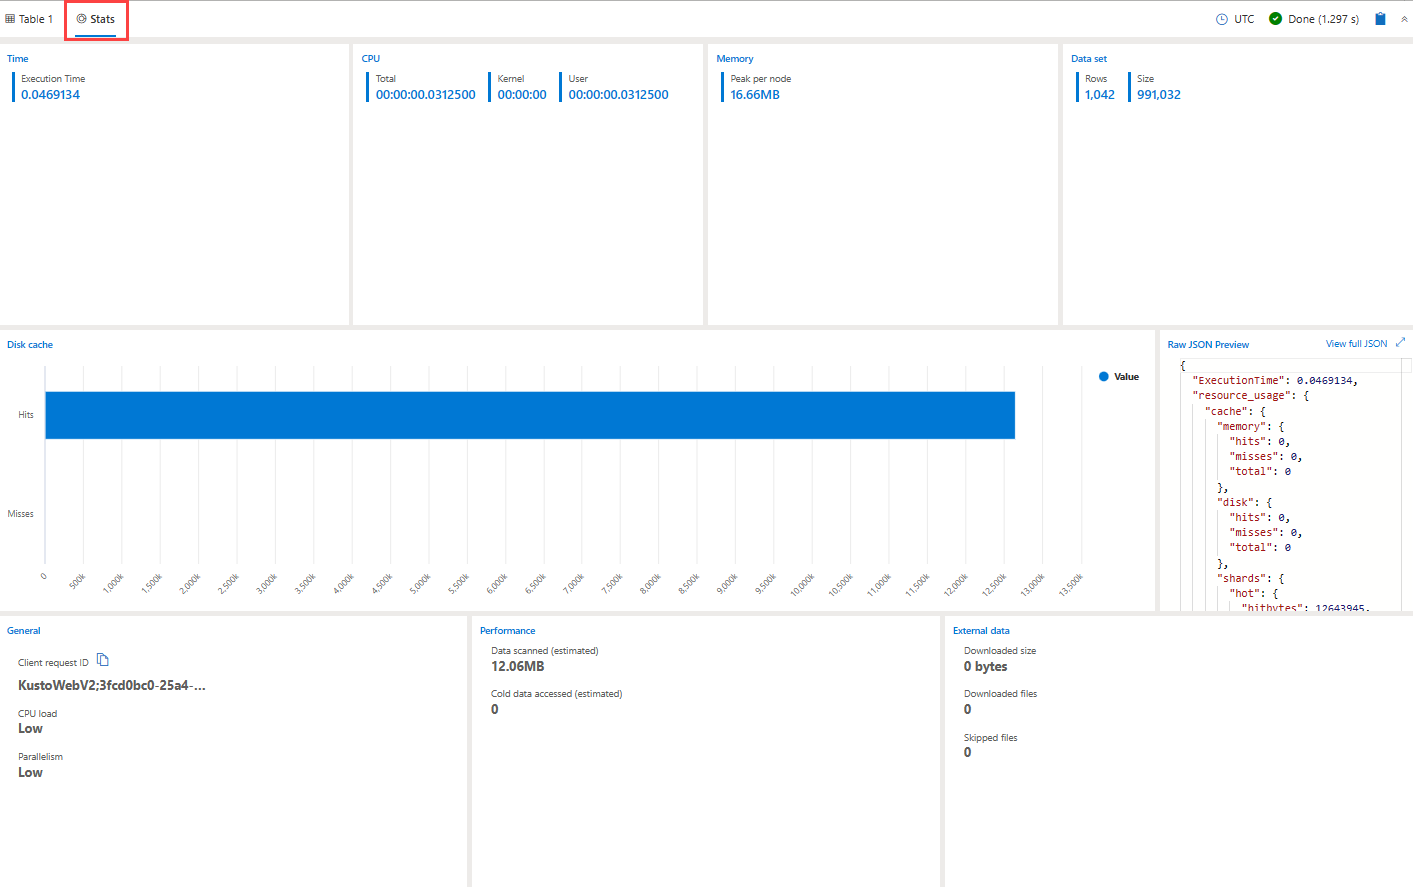 Table 1
Stats
UTC
Done (1.297 s)
Time
Execution Time
0.0469134
CPU
Total
00:00:00.0312500
Kernel
00:00:00
User
00:00:00.0312500
Memory
Peak per node
16.66MB
Data set
Rows
1,042
Size
991,032
Disk cache
Value
Hits
Misses
0
500k
1,000k
1,500k
2,000k
2,500k
3,000k
3,500k
4,000k
4,500k
5,000k
5,500k
6,000k
6,500k
7,000k
7,500k
8,000k
8,500k
9,000k
9,500k
10,000k
10,500k
11,000k
11,500k
12,000k
12,500k
13,000k
13,500k
Raw JSON Preview
View full JSON
{
"ExecutionTime": 0.0469134,
"resource_usage": {
"cache": {
"memory": {
"hits": 0,
"misses": 0,
"total": 0
},
"disk": {
"hits": 0,
"misses": 0,
"total": 0
},
"shards": {
"hot": {
"hitbytes": 12643945,
General
Client request ID
KustoWebV2;3fcd0bc0-25a4-...
CPU load
Low
Parallelism
Low
Performance
Data scanned (estimated)
12.06MB
Cold data accessed (estimated)
0
External data
Downloaded size
0 bytes
Downloaded files
0
Skipped files
0